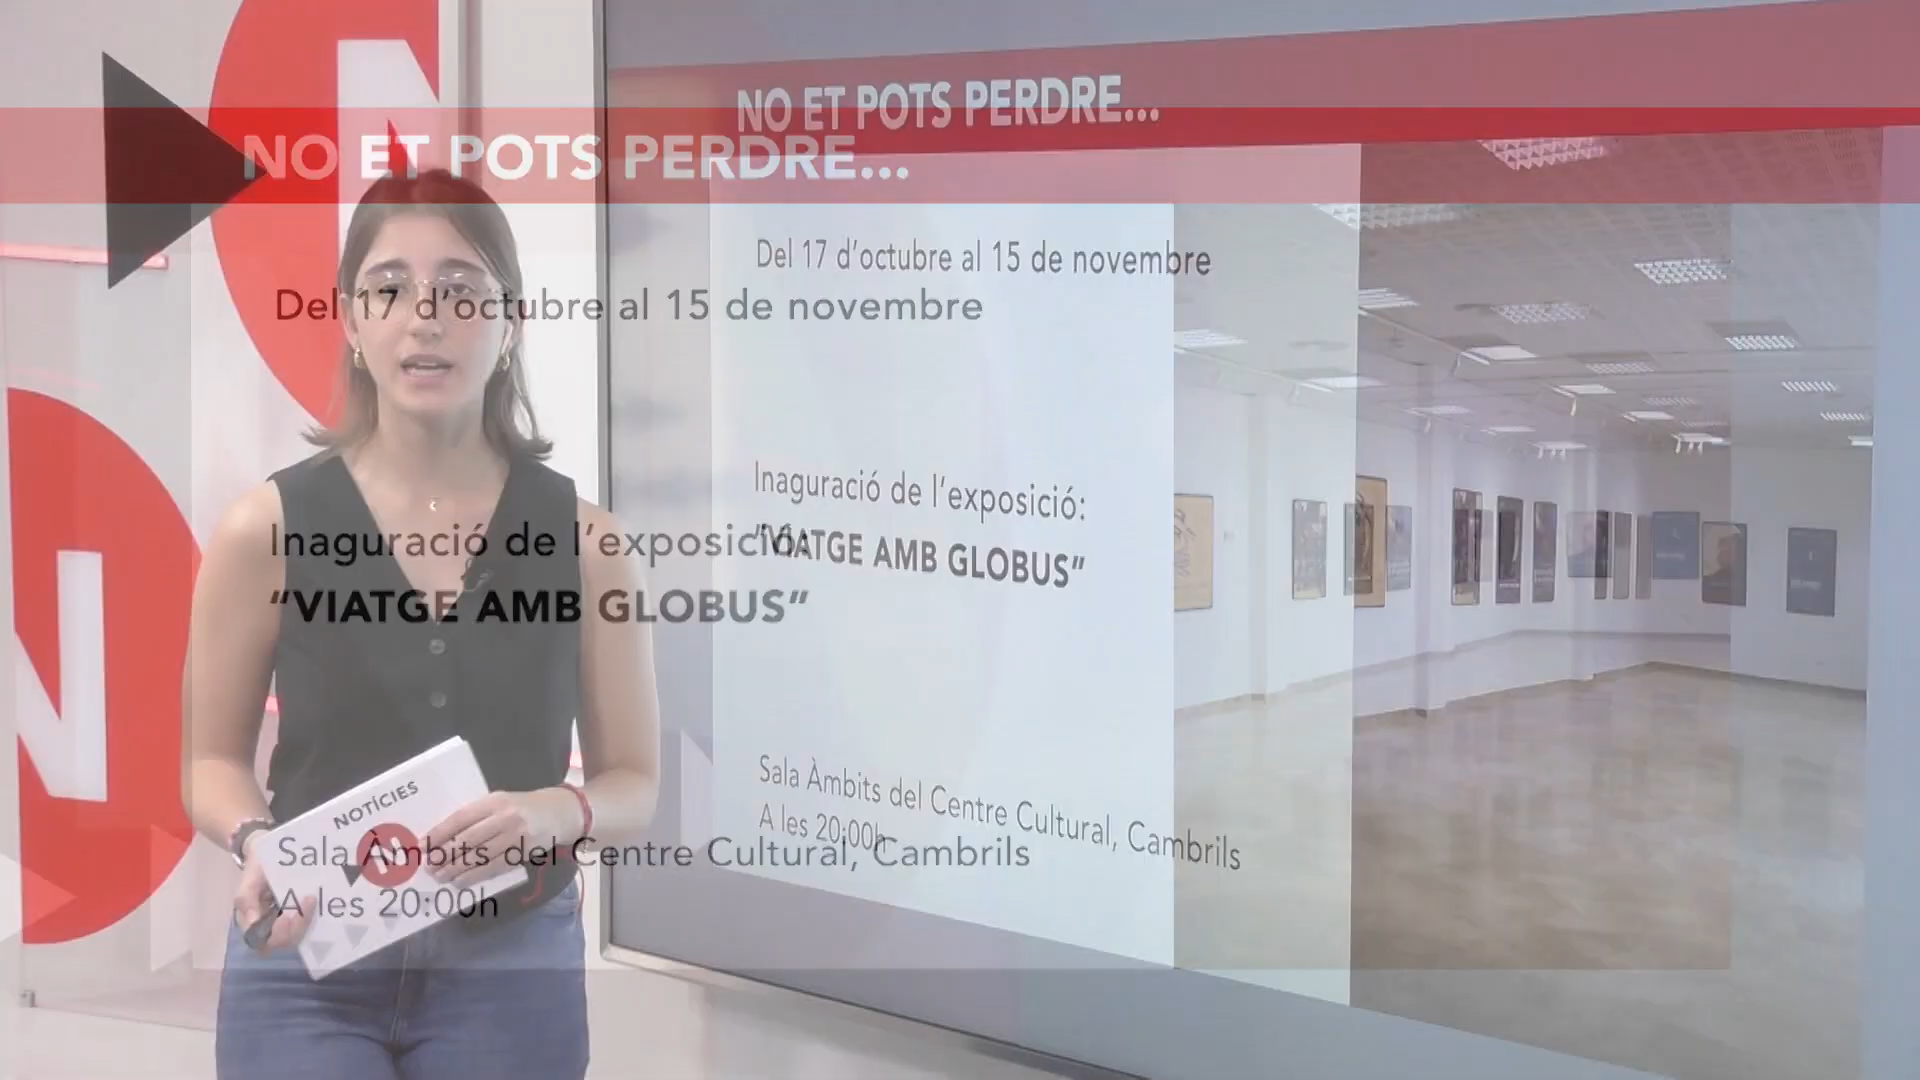 NO ET POTS PERDRE...
Del 17 d'octubre al 15 de novembre
Inaguració de l'exposició:
"VIATGE AMB GLOBUS"
Sala Àmbits del Centre Cultural, Cambrils
A les 20:00h
NO ET POTS PERDRE...
Del 17 d'octubre al 15 de novembre
Inaguració de l'exposició:
"VIATGE AMB GLOBUS"
Sala Àmbits del Centre Cultural, Cambrils
A les 20:00h
N
N
NOTÍCIES
N